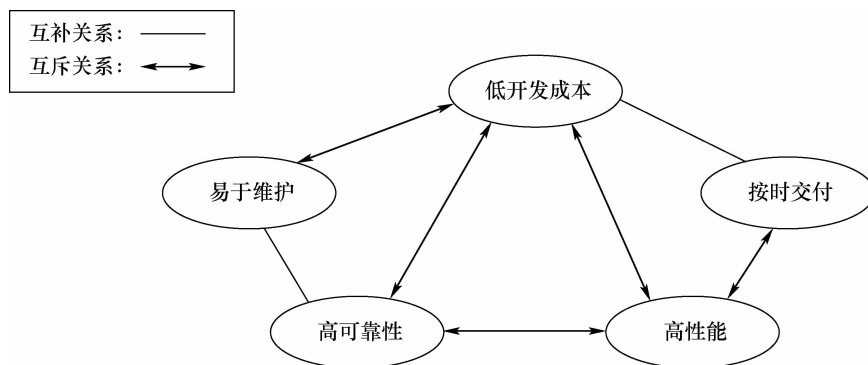 互补关系：
互斥关系：
低开发成本
易于维护
按时交付
高可靠性
高性能